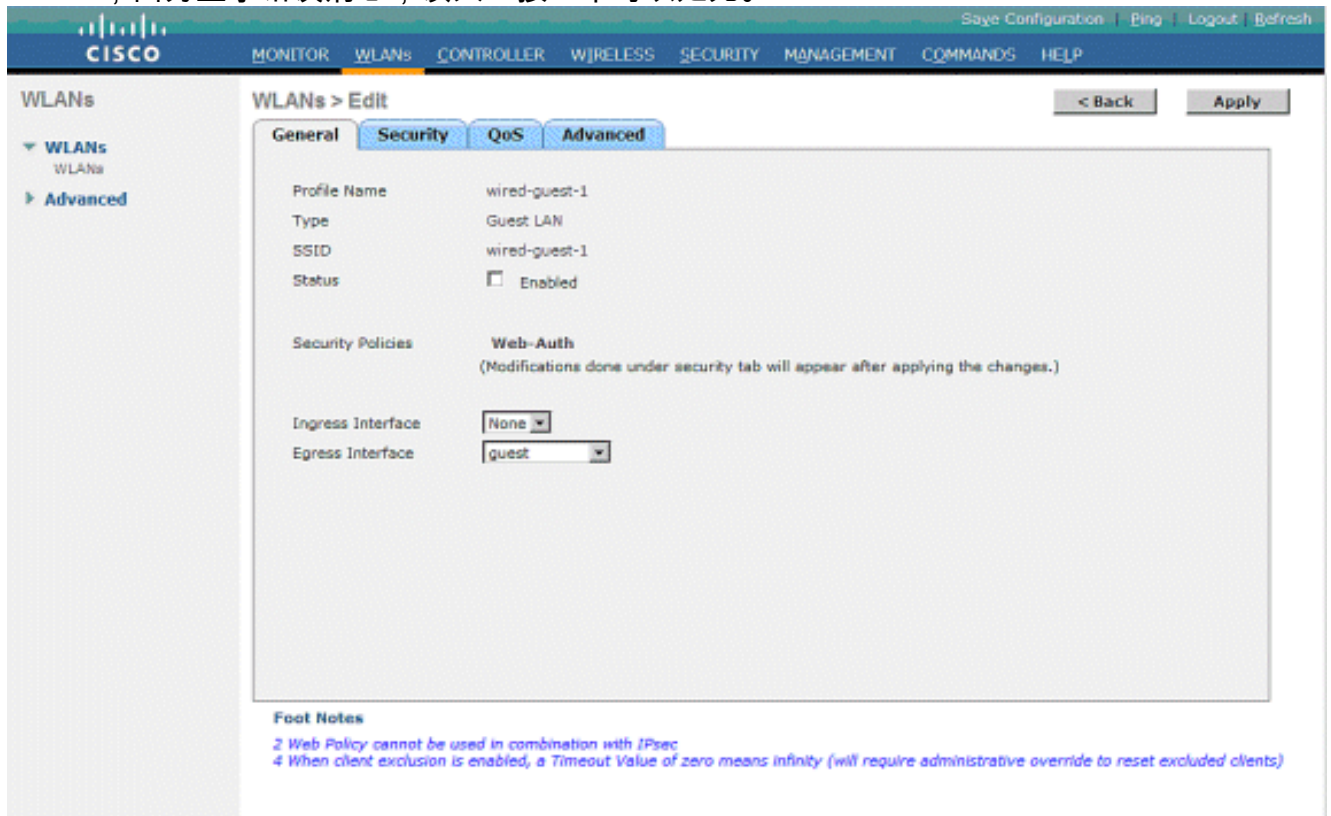 Save Configuration | Ping | Logout | Refresh
CISCO
MONITOR WLANs CONTROLLER WIRELESS SECURITY MANAGEMENT COMMANDS HELP
WLANs
WLANs
WLANs
Advanced
WLANs > Edit
< Back
Apply
General
Security
QoS
Advanced
Profile Name wired-guest-1
Type Guest LAN
SSID wired-guest-1
Status Enabled
Security Policies Web-Auth
(Modifications done under security tab will appear after applying the changes.)
Ingress Interface None
Egress Interface guest
Foot Notes
2 Web Policy cannot be used in combination with IPsec
4 When client exclusion is enabled, a Timeout Value of zero means infinity (will require administrative override to reset excluded clients)